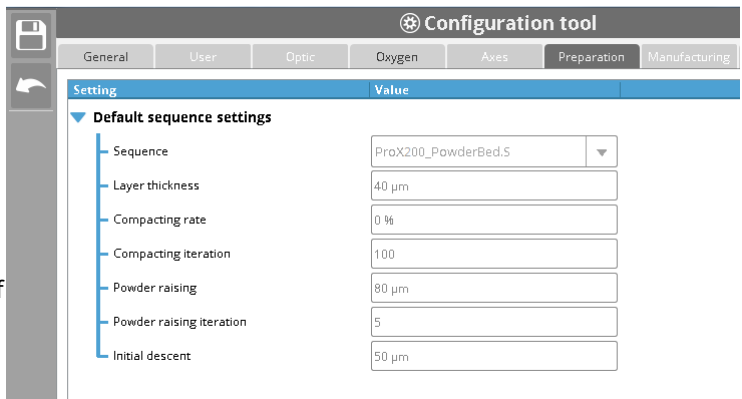 Configuration tool
General User Optic Oxygen Axes Preparation Manufacturing
Setting Value
Default sequence settings
Sequence ProX200_PowderBed.S
Layer thickness 40 µm
Compacting rate 0 %
Compacting iteration 100
f
Powder raising 80 µm
Powder raising iteration 5
Initial descent 50 µm